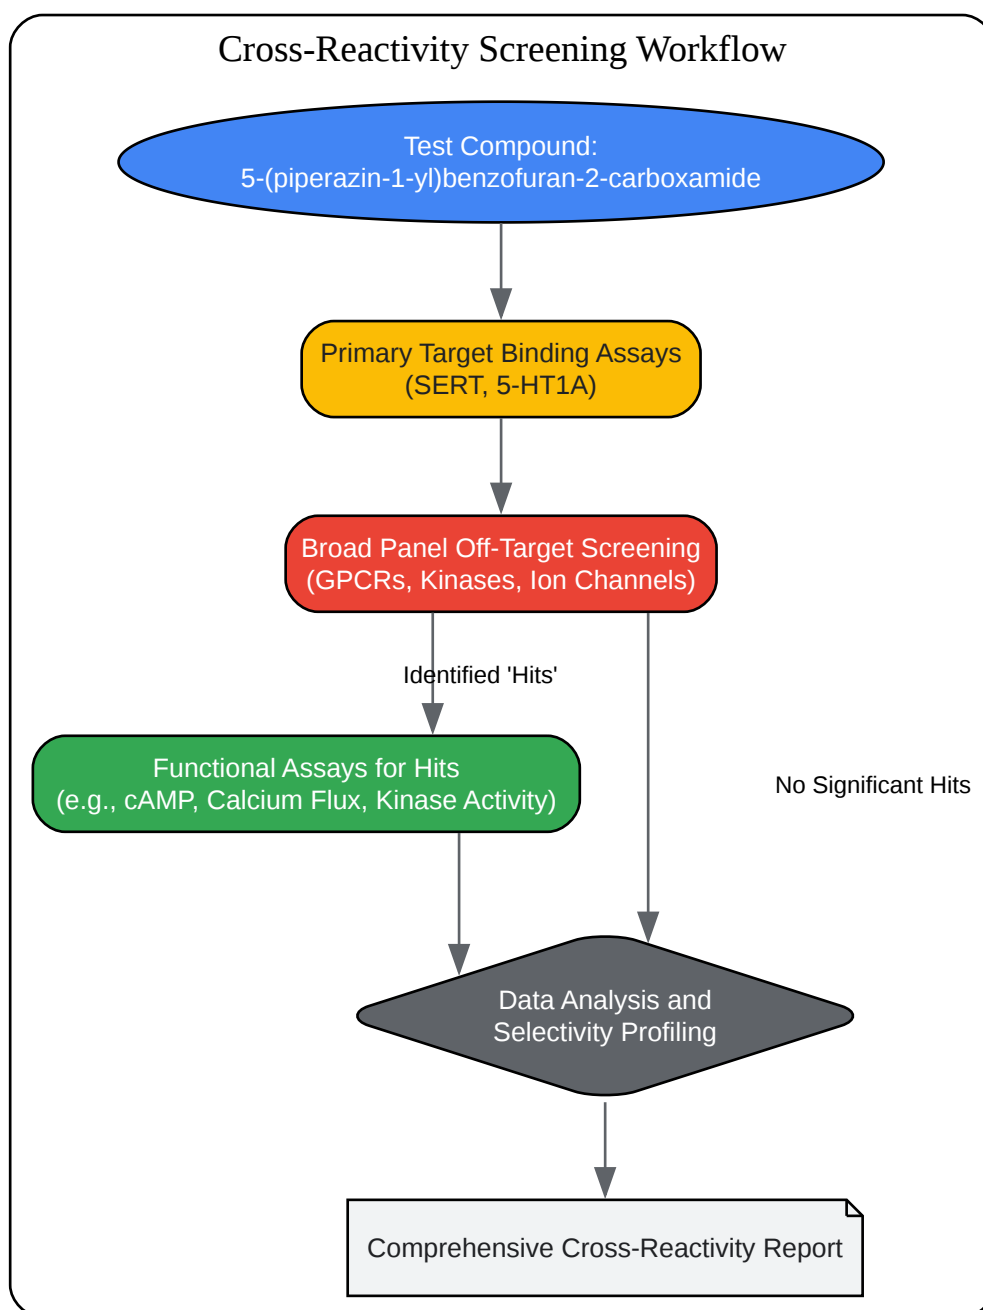 Cross-Reactivity Screening Workflow
Test Compound:
5-(piperazin-1-yl)benzofuran-2-carboxamide
Primary Target Binding Assays
(SERT, 5-HT1A)
Broad Panel Off-Target Screening
(GPCRs, Kinases, Ion Channels)
Identified 'Hits'
Functional Assays for Hits
(e.g., cAMP, Calcium Flux, Kinase Activity)
No Significant Hits
Data Analysis and
Selectivity Profiling
Comprehensive Cross-Reactivity Report